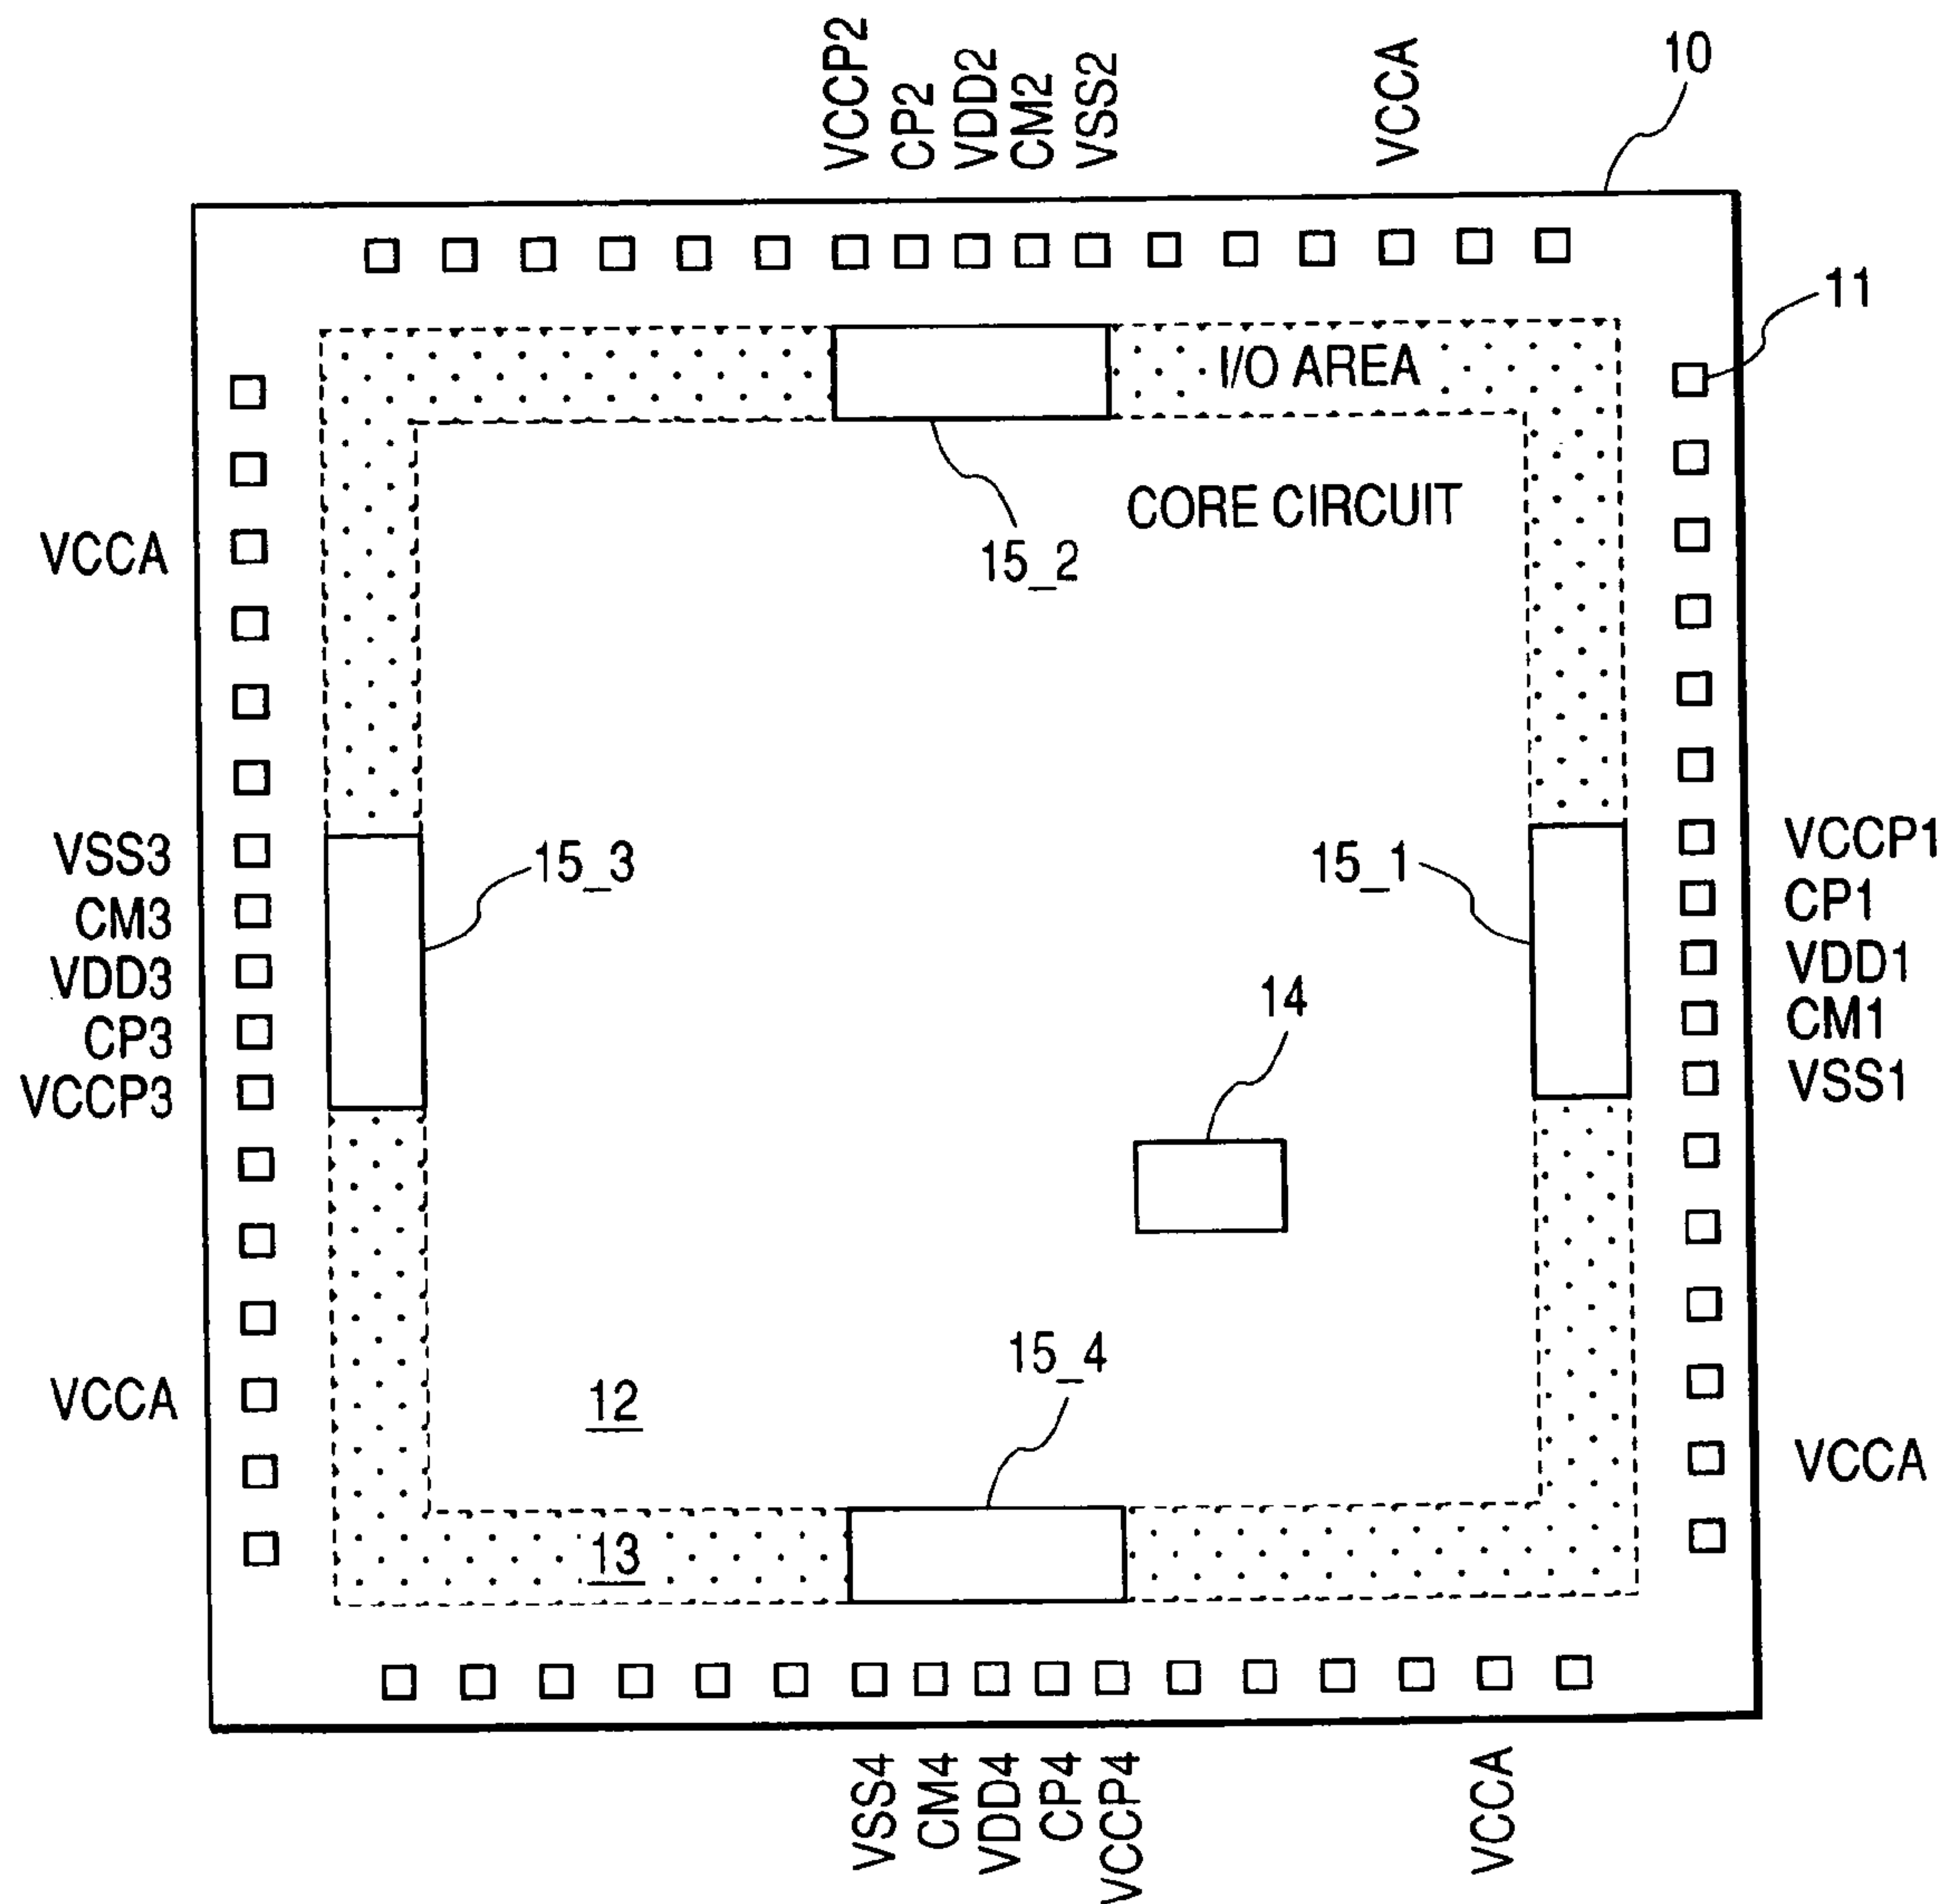 VCCP2
CP2
VDD2
CM2
VSS2
VCCA
10
11
I/O AREA
CORE CIRCUIT
15_2
VCCA
VSS3
CM3
VDD3
CP3
VCCP3
15_3
15_1
VCCP1
CP1
VDD1
CM1
VSS1
14
15_4
VCCA
12
VCCA
13
VSS4
CM4
VDD4
CP4
VCCP4
VCCA